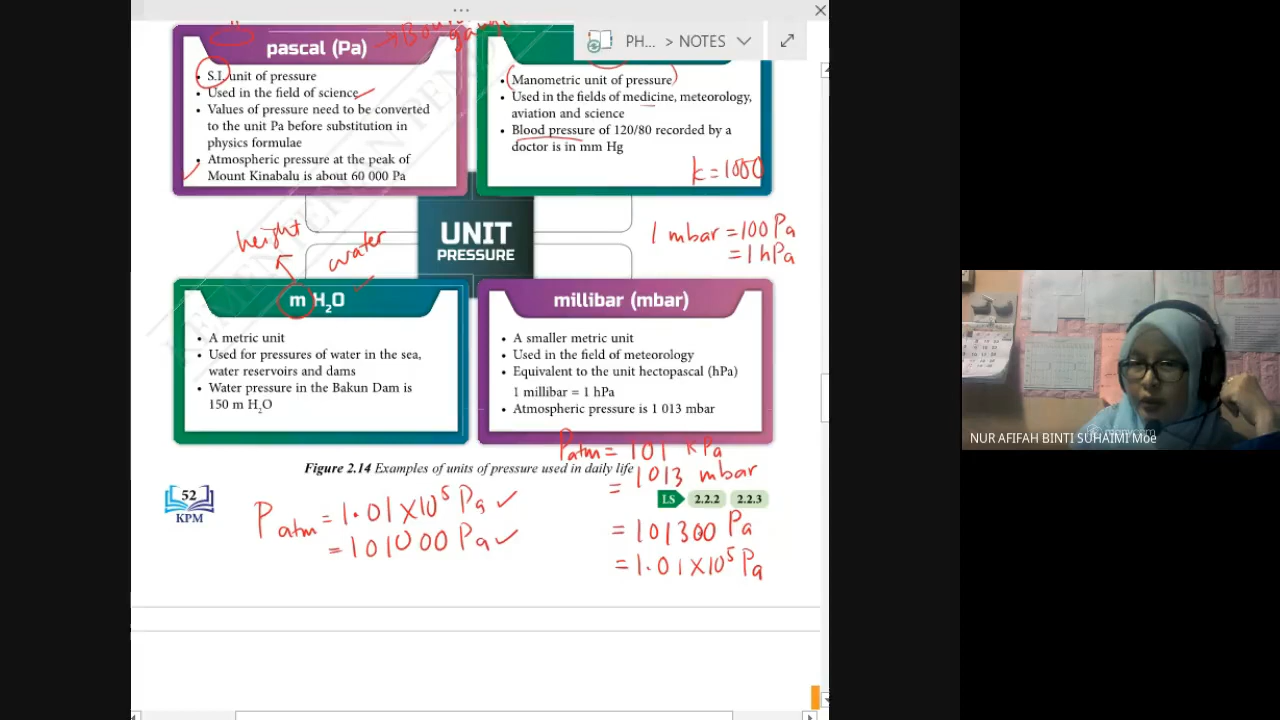 PH... > NOTES
pascal (Pa)
• S.I. unit of pressure
• Used in the field of science
• Values of pressure need to be converted
to the unit Pa before substitution in
physics formulae
• Atmospheric pressure at the peak of
Mount Kinabalu is about 60 000 Pa
• Manometric unit of pressure
• Used in the fields of medicine, meteorology,
aviation and science
• Blood pressure of 120/80 recorded by a
doctor is in mm Hg
k = 1000
UNIT
PRESSURE
1 mbar = 100 Pa
= 1 hPa
height
water
m H₂O
• A metric unit
• Used for pressures of water in the sea,
water reservoirs and dams
• Water pressure in the Bakun Dam is
150 m H₂O
millibar (mbar)
• A smaller metric unit
• Used in the field of meteorology
• Equivalent to the unit hectopascal (hPa)
1 millibar = 1 hPa
• Atmospheric pressure is 1 013 mbar
Figure 2.14 Examples of units of pressure used in daily life
Patm = 101 kPa
= 1013 mbar
= 101300 Pa
= 1.01 × 10⁵ Pa
LS 2.2.2 2.2.3
52
KPM
Patm = 1.01 × 10⁵ Pa ✓
= 101000 Pa ✓
NUR AFIFAH BINTI SUHAIMI Moe